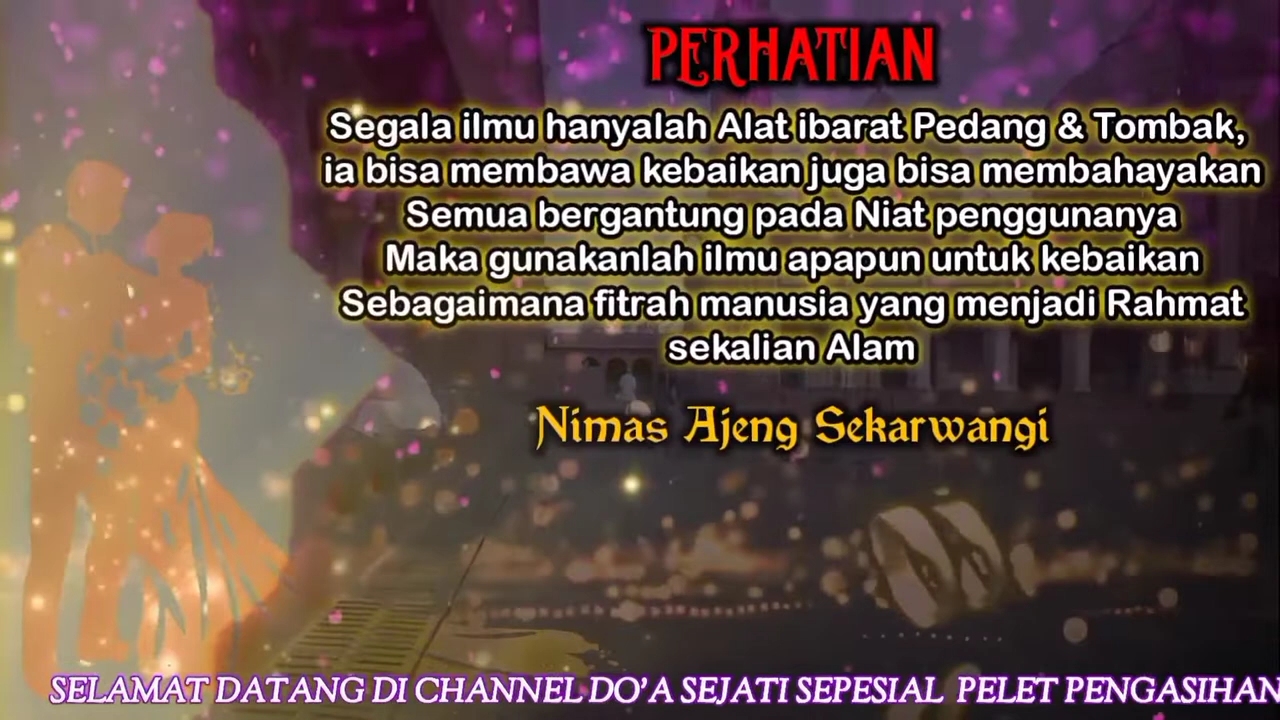 PERHATIAN
Segala ilmu hanyalah Alat ibarat Pedang & Tombak,
ia bisa membawa kebaikan juga bisa membahayakan
Semua bergantung pada Niat penggunanya
Maka gunakanlah ilmu apapun untuk kebaikan
Sebagaimana fitrah manusia yang menjadi Rahmat
sekalian Alam
Nimas Ajeng Sekarwangi
SELAMAT DATANG DI CHANNEL DO'A SEJATI SEPESIAL PELET PENGASIHAN